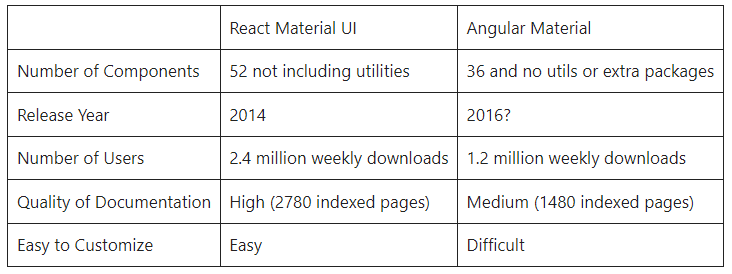 React Material UI Angular Material
Number of Components 52 not including utilities 36 and no utils or extra packages
Release Year 2014 2016?
Number of Users 2.4 million weekly downloads 1.2 million weekly downloads
Quality of Documentation High (2780 indexed pages) Medium (1480 indexed pages)
Easy to Customize Easy Difficult